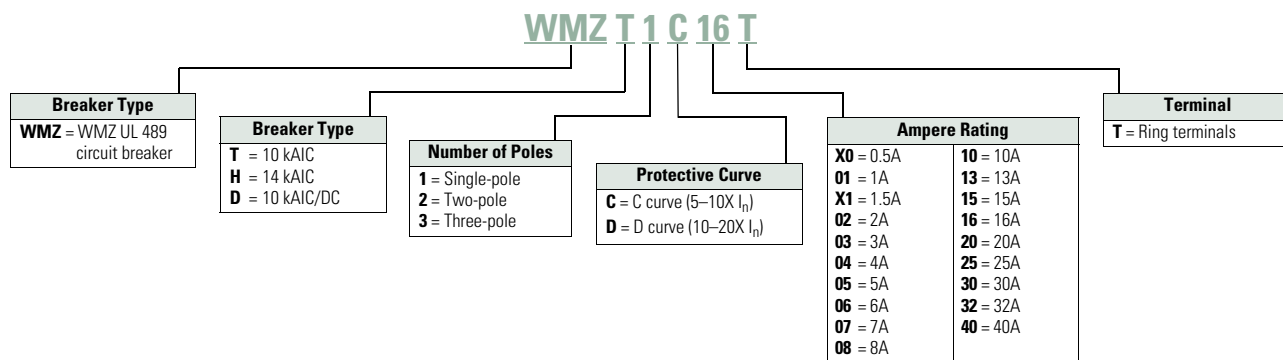 WMZ T 1 C 16 T
Breaker Type
WMZ = WMZ UL 489
circuit breaker
Breaker Type
T = 10 kAIC
H = 14 kAIC
D = 10 kAIC/DC
Number of Poles
1 = Single-pole
2 = Two-pole
3 = Three-pole
Protective Curve
C = C curve (5–10X In)
D = D curve (10–20X In)
Ampere Rating
X0 = 0.5A
01 = 1A
X1 = 1.5A
02 = 2A
03 = 3A
04 = 4A
05 = 5A
06 = 6A
07 = 7A
08 = 8A
10 = 10A
13 = 13A
15 = 15A
16 = 16A
20 = 20A
25 = 25A
30 = 30A
32 = 32A
40 = 40A
Terminal
T = Ring terminals